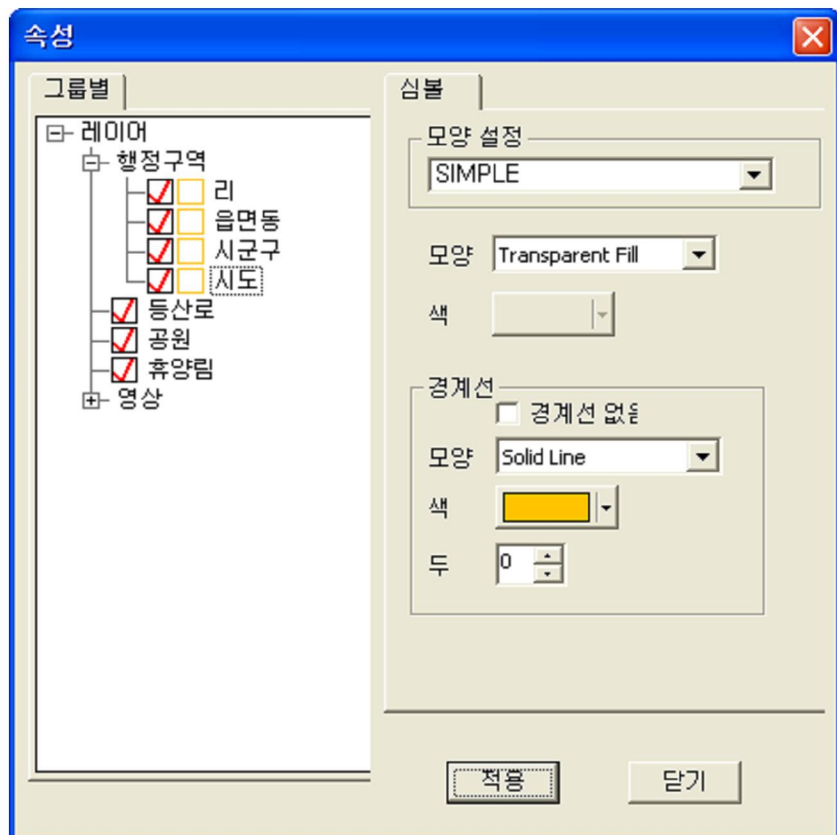 속성
그룹별
레이어
행정구역
리
읍면동
시군구
시도
등산로
공원
휴양림
영상
심볼
모양 설정
SIMPLE
모양 Transparent Fill
색
경계선
경계선 없음
모양 Solid Line
색
두 0
적용 닫기